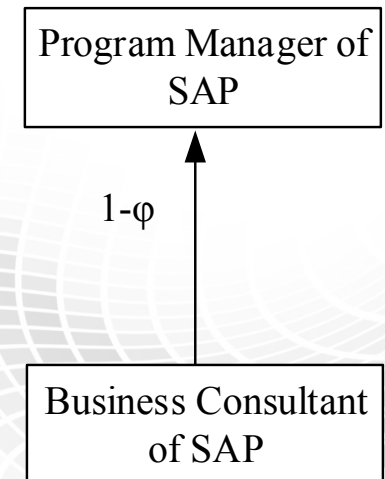 Program Manager of
SAP
1-φ
Business Consultant
of SAP